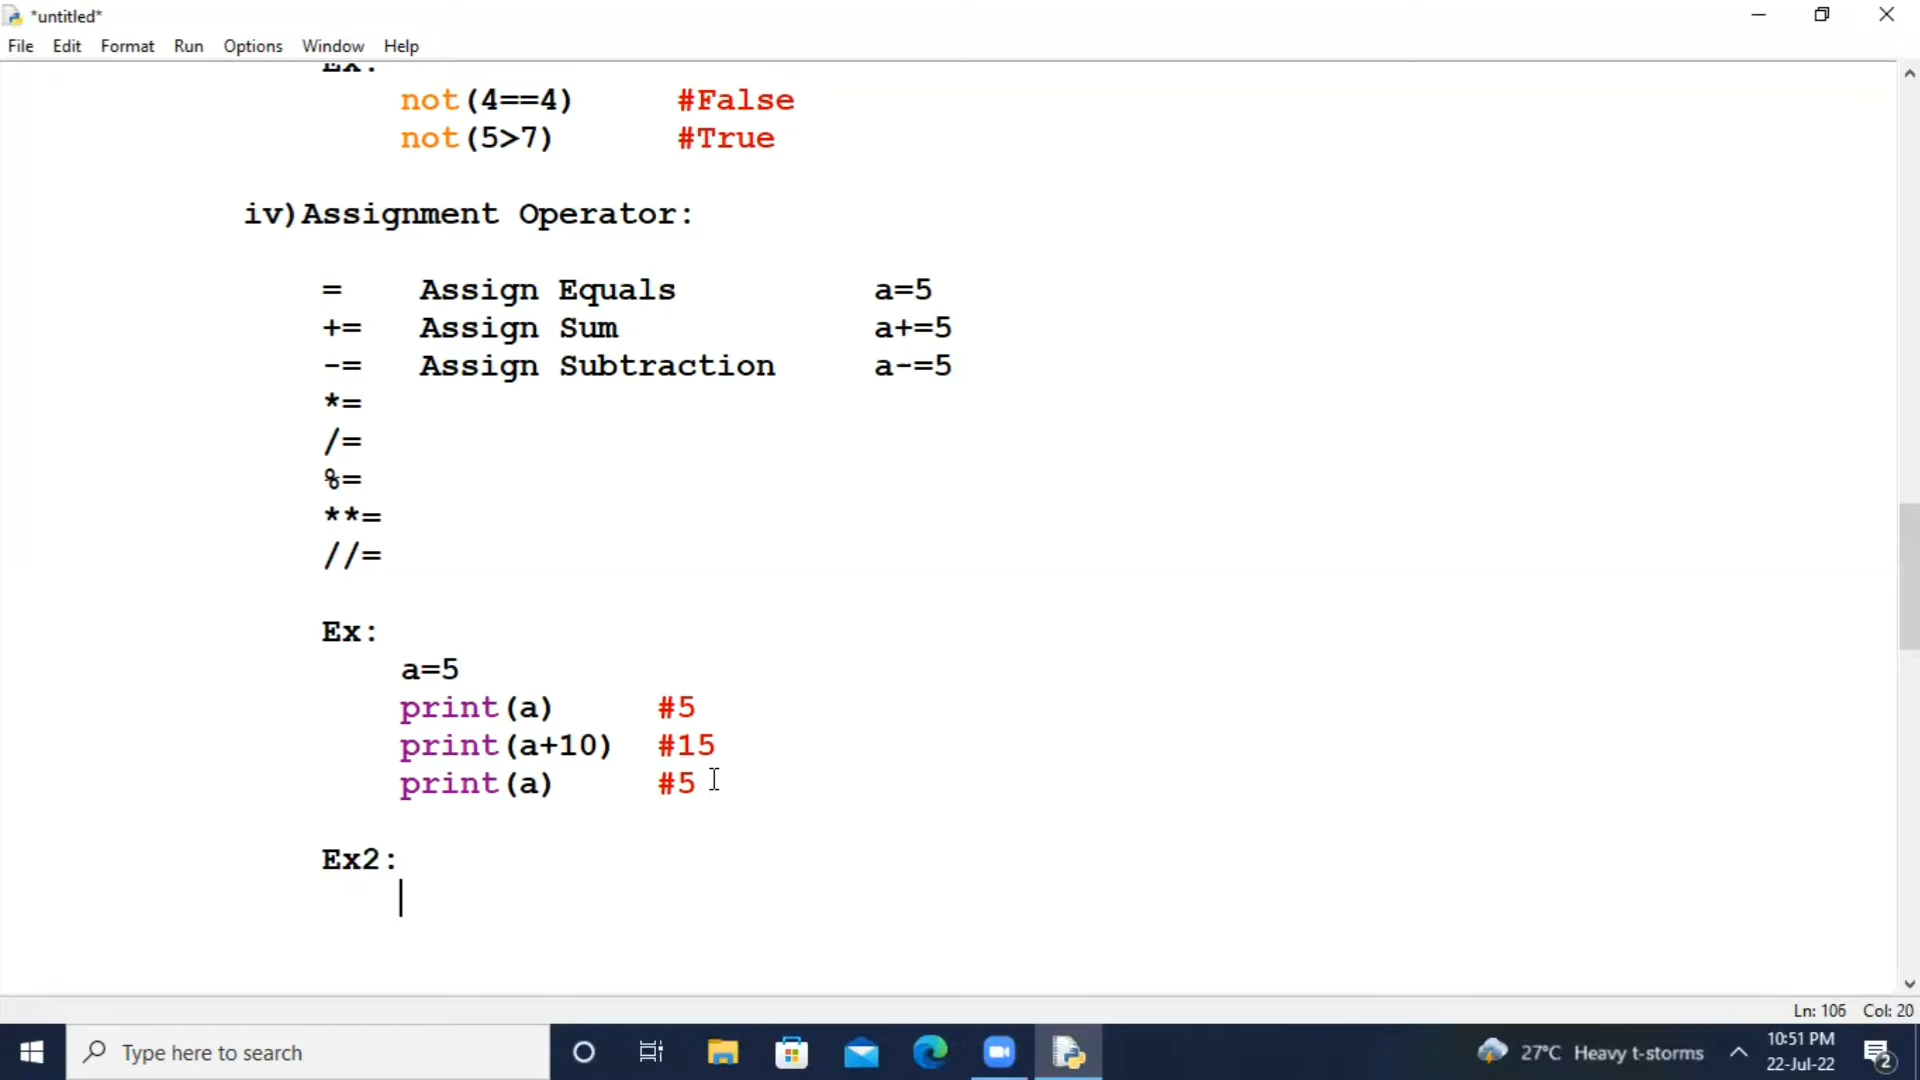 *untitled*
File Edit Format Run Options Window Help
Ex:
not(4==4) #False
not(5>7) #True
iv)Assignment Operator:
= Assign Equals a=5
+= Assign Sum a+=5
-= Assign Subtraction a-=5
*=
/=
%=
**=
//=
Ex:
a=5
print(a) #5
print(a+10) #15
print(a) #5
Ex2:
Ln: 106 Col: 20
Type here to search
27°C Heavy t-storms
10:51 PM
22-Jul-22
2